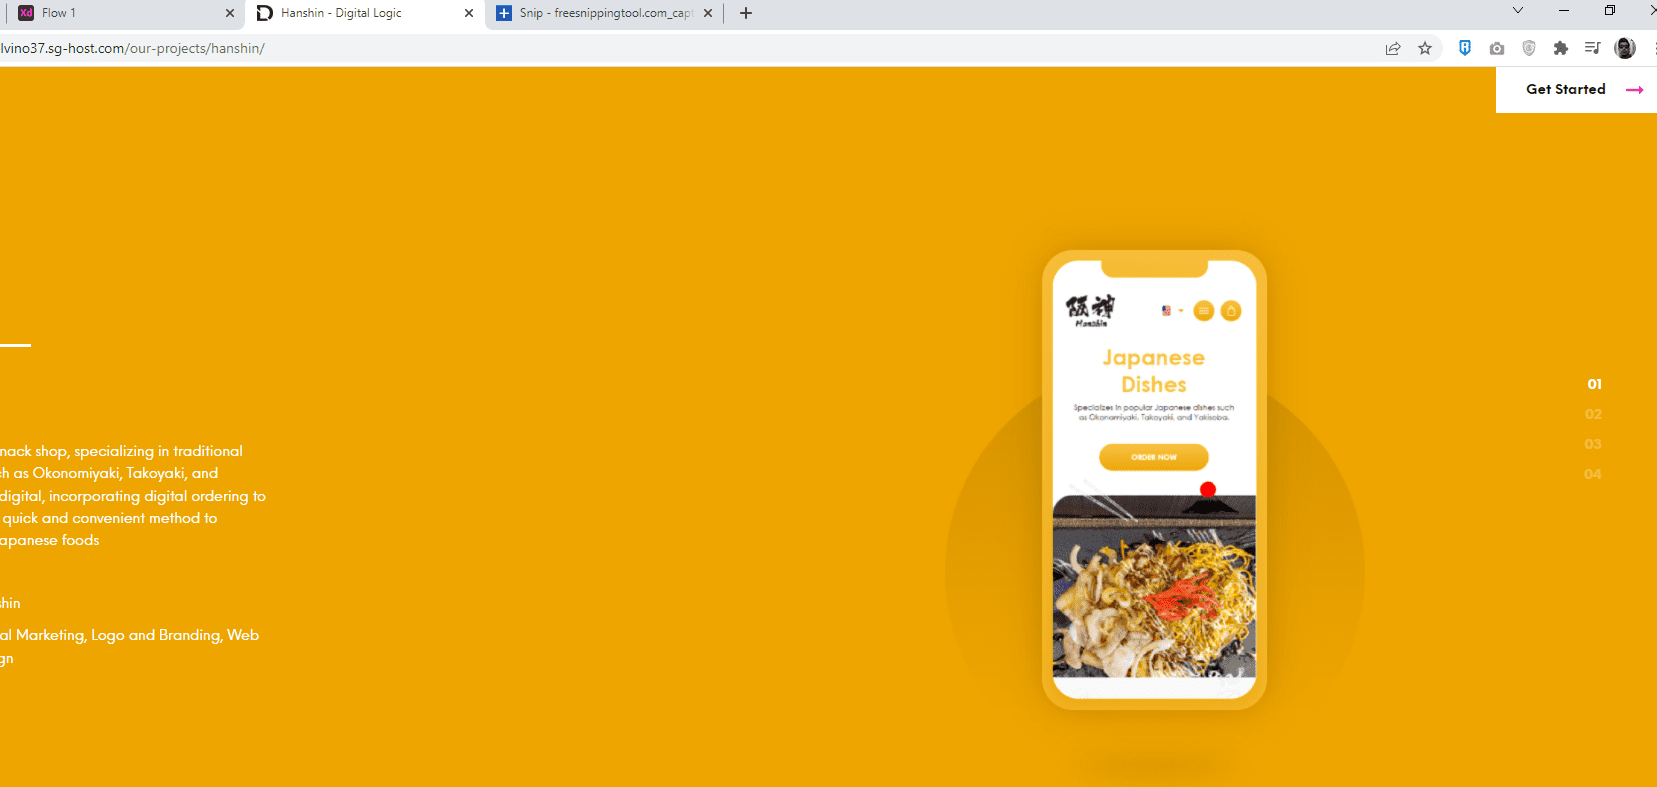 Xd Flow 1
Hanshin - Digital Logic
Snip - freesnippingtool.com_capt
lvino37.sg-host.com/our-projects/hanshin/
Get Started
阪神
Hanshin
Japanese
Dishes
Specializes in popular Japanese dishes such
as Okonomiyaki, Takoyaki, and Yakisoba.
ORDER NOW
01
02
03
04
nack shop, specializing in traditional
ch as Okonomiyaki, Takoyaki, and
digital, incorporating digital ordering to
quick and convenient method to
apanese foods
shin
al Marketing, Logo and Branding, Web
gn